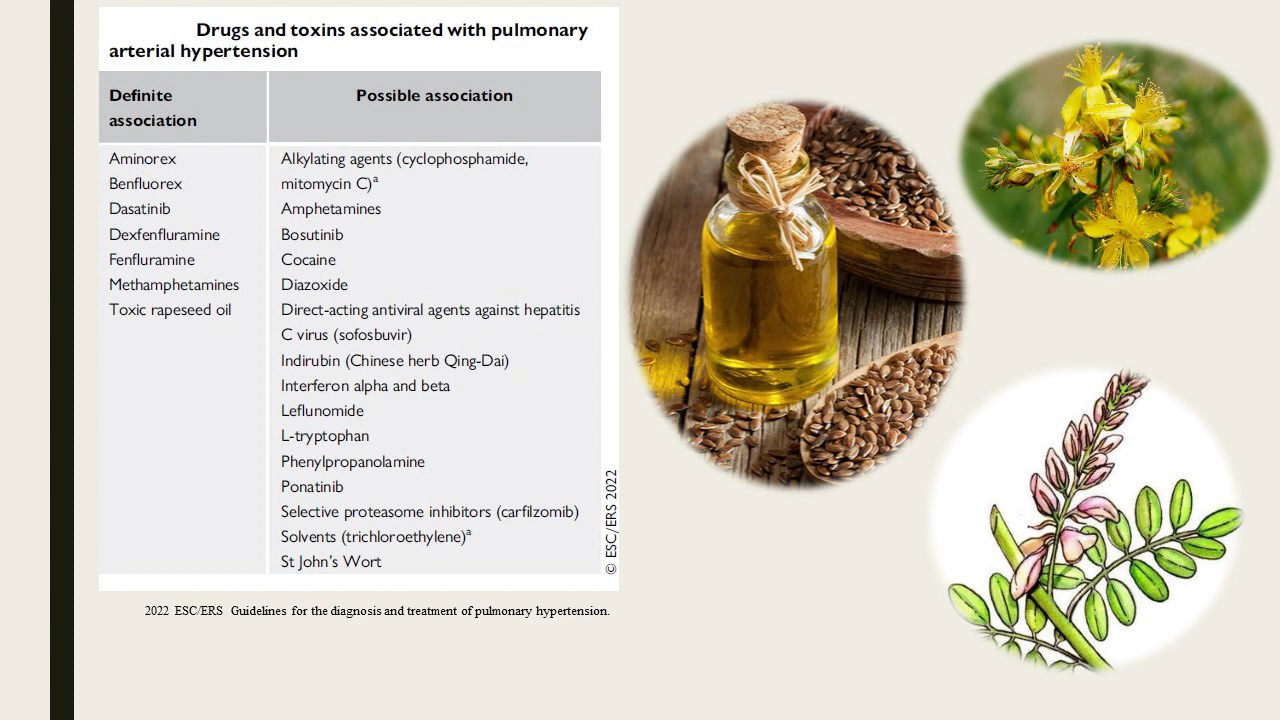 Drugs and toxins associated with pulmonary
arterial hypertension
Definite
association
Possible association
Aminorex
Benfluorex
Dasatinib
Dexfenfluramine
Fenfluramine
Methamphetamines
Toxic rapeseed oil
Alkylating agents (cyclophosphamide,
mitomycin C)ᵃ
Amphetamines
Bosutinib
Cocaine
Diazoxide
Direct-acting antiviral agents against hepatitis
C virus (sofosbuvir)
Indirubin (Chinese herb Qing-Dai)
Interferon alpha and beta
Leflunomide
L-tryptophan
Phenylpropanolamine
Ponatinib
Selective proteasome inhibitors (carfilzomib)
Solvents (trichloroethylene)ᵃ
St John’s Wort
© ESC/ERS 2022
2022 ESC/ERS Guidelines for the diagnosis and treatment of pulmonary hypertension.